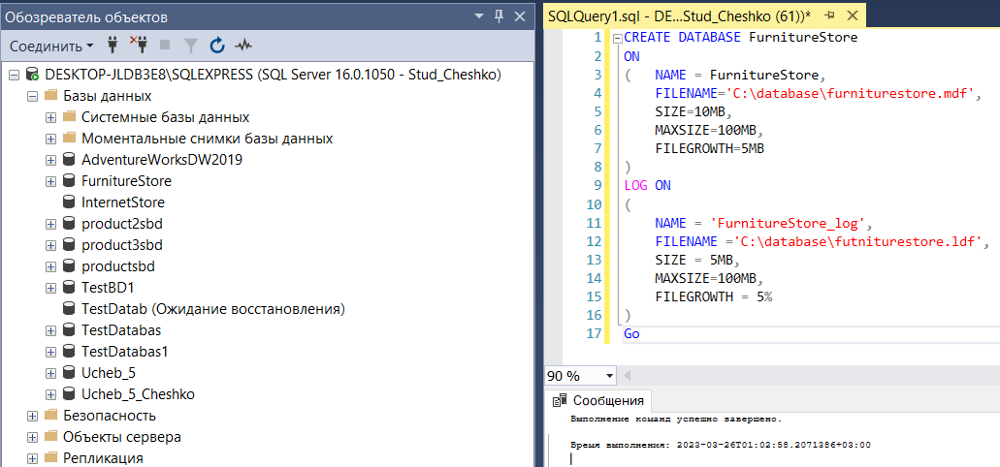 Обозреватель объектов
Соединить
DESKTOP-JLDB3E8\SQLEXPRESS (SQL Server 16.0.1050 - Stud_Cheshko)
Базы данных
Системные базы данных
Моментальные снимки базы данных
AdventureWorksDW2019
FurnitureStore
InternetStore
product2sbd
product3sbd
productsbd
TestBD1
TestDatab (Ожидание восстановления)
TestDatabas
TestDatabas1
Ucheb_5
Ucheb_5_Cheshko
Безопасность
Объекты сервера
Репликация
SQLQuery1.sql - DE...Stud_Cheshko (61))*
1 CREATE DATABASE FurnitureStore
2 ON
3 ( NAME = FurnitureStore,
4 FILENAME='C:\database\furniturestore.mdf',
5 SIZE=10MB,
6 MAXSIZE=100MB,
7 FILEGROWTH=5MB
8 )
9 LOG ON
10 (
11 NAME = 'FurnitureStore_log',
12 FILENAME ='C:\database\futniturestore.ldf',
13 SIZE = 5MB,
14 MAXSIZE=100MB,
15 FILEGROWTH = 5%
16 )
17 Go
90 %
Сообщения
Выполнение команд успешно завершено.
Время выполнения: 2023-03-26T01:02:58.2071386+03:00